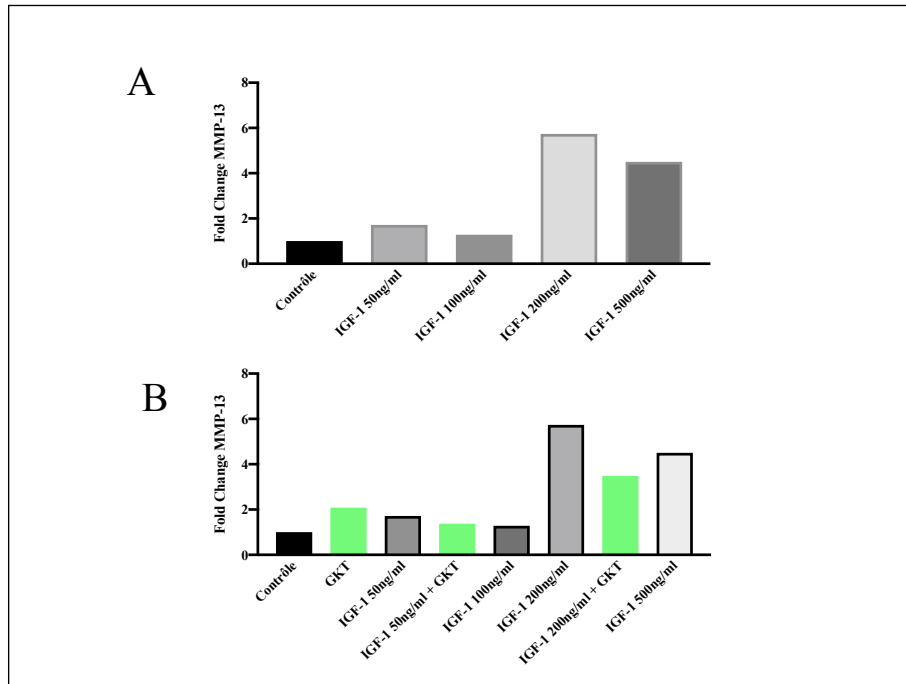 A
Fold Change MMP-13
8
6
4
2
0
Contrôle
IGF-1 50ng/ml
IGF-1 100ng/ml
IGF-1 200ng/ml
IGF-1 500ng/ml
B
Fold Change MMP-13
8
6
4
2
0
Contrôle
GKT
IGF-1 50ng/ml
IGF-1 50ng/ml + GKT
IGF-1 100ng/ml
IGF-1 200ng/ml
IGF-1 200ng/ml + GKT
IGF-1 500ng/ml